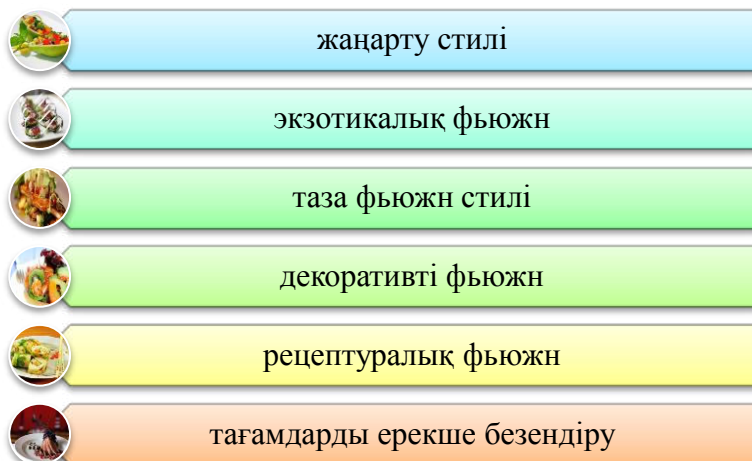 жаңарту стилі
экзотикалық фьюжн
таза фьюжн стилі
декоративті фьюжн
рецептуралық фьюжн
тағамдарды ерекше безендіру